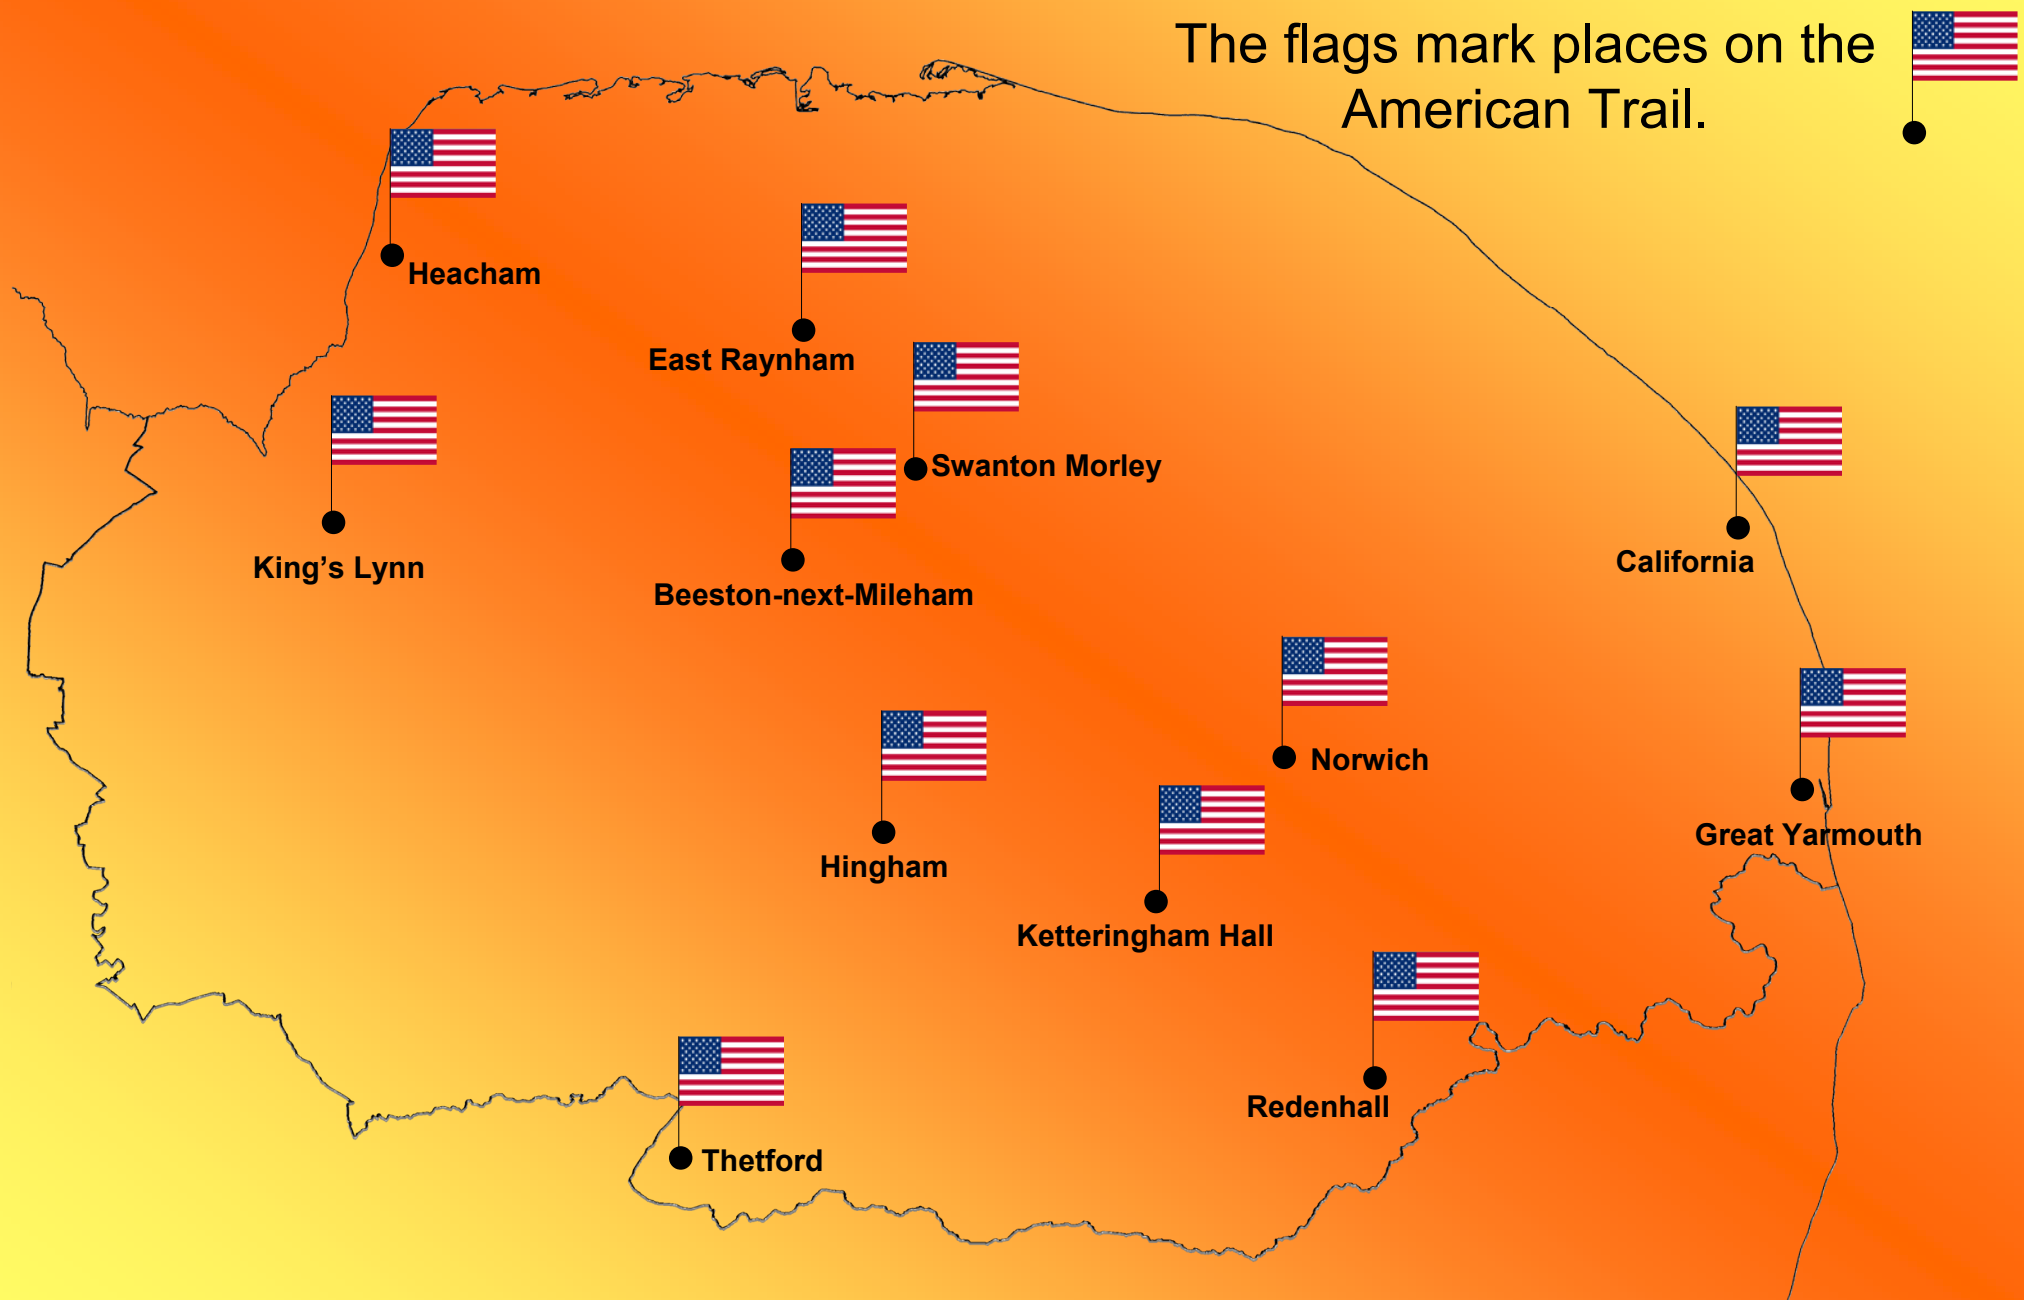 The flags mark places on the
American Trail.
Heacham
East Raynham
Swanton Morley
King’s Lynn
California
Beeston-next-Mileham
Norwich
Great Yarmouth
Hingham
Ketteringham Hall
Redenhall
Thetford